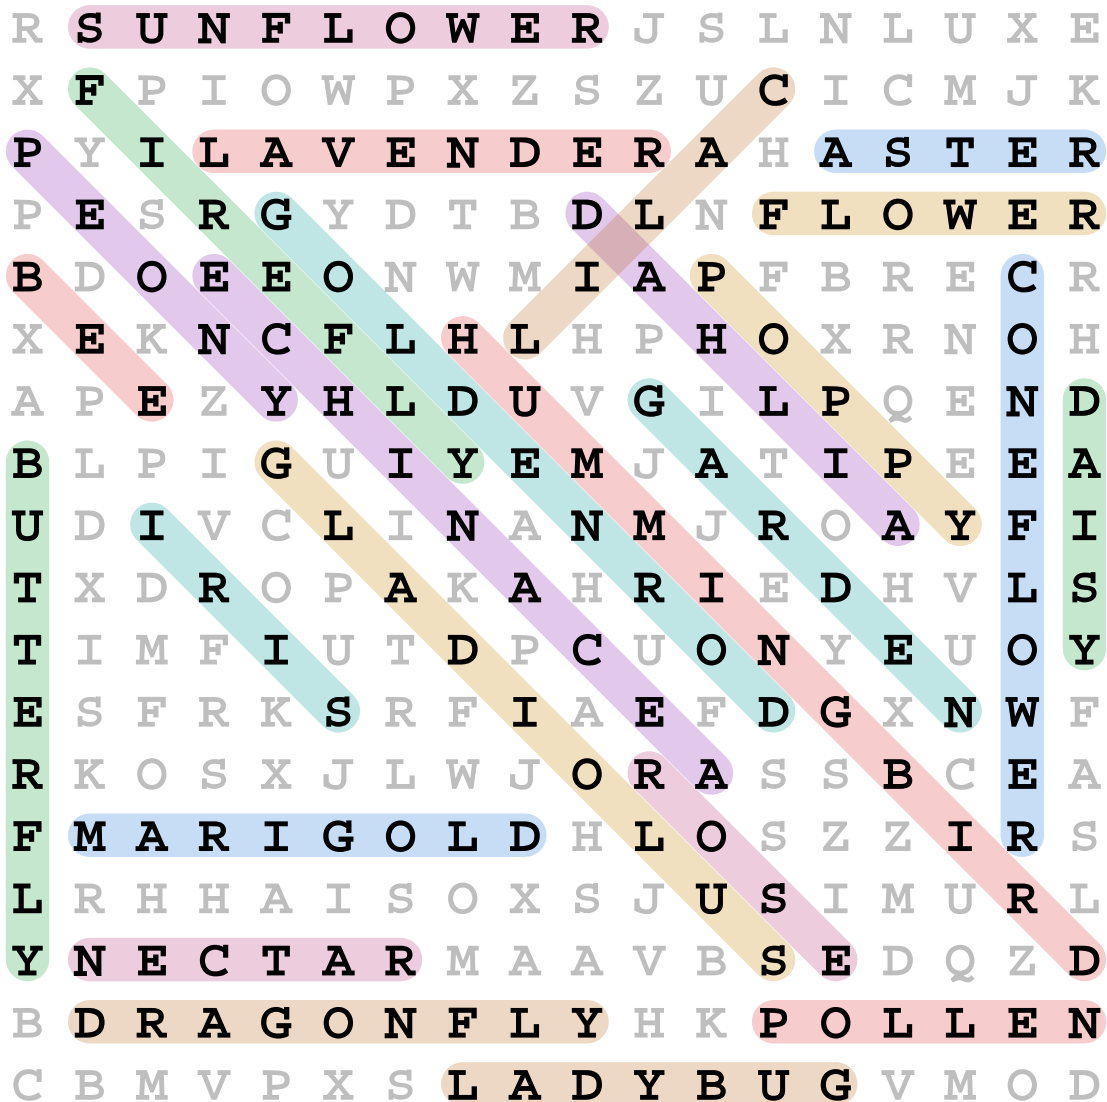 R S U N F L O W E R J S L N L U X E
X F P I O W P X Z S Z U C I C M J K
P Y I L A V E N D E R A H A S T E R
P E S R G Y D T B D L N F L O W E R
B D O E E O N W M I A P F B R E C R
X E K N C F L H L H P H O X R N O H
A P E Z Y H L D U V G I L P Q E N D
B L P I G U I Y E M J A T I P E E A
U D I V C L I N A N M J R O A Y F I
T X D R O P A K A H R I E D H V L S
T I M F I U T D P C U O N Y E U O Y
E S F R K S R F I A E F D G X N W F
R K O S X J L W J O R A S S B C E A
F M A R I G O L D H L O S Z Z I R S
L R H H A I S O X S J U S I M U R L
Y N E C T A R M A A V B S E D Q Z D
B D R A G O N F L Y H K P O L L E N
C B M V P X S L A D Y B U G V M O D